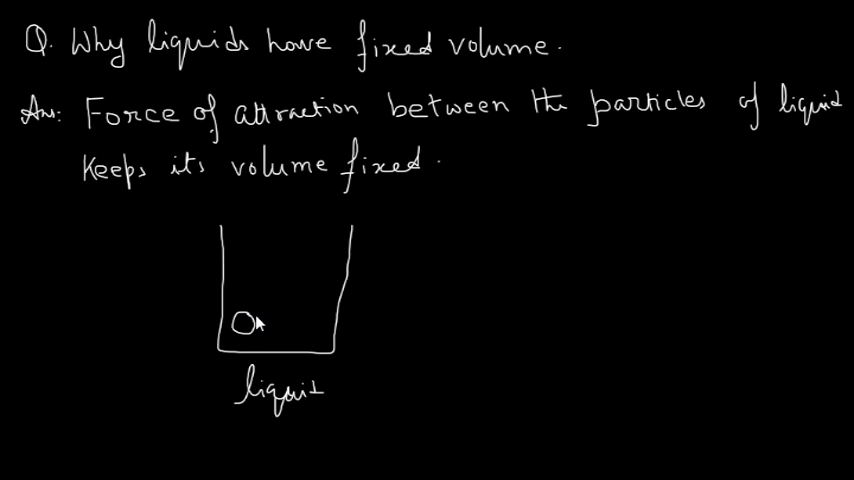 Q. Why liquids have fixed volume.
Ans: Force of attraction between the particles of liquid
keeps its volume fixed.
liquid